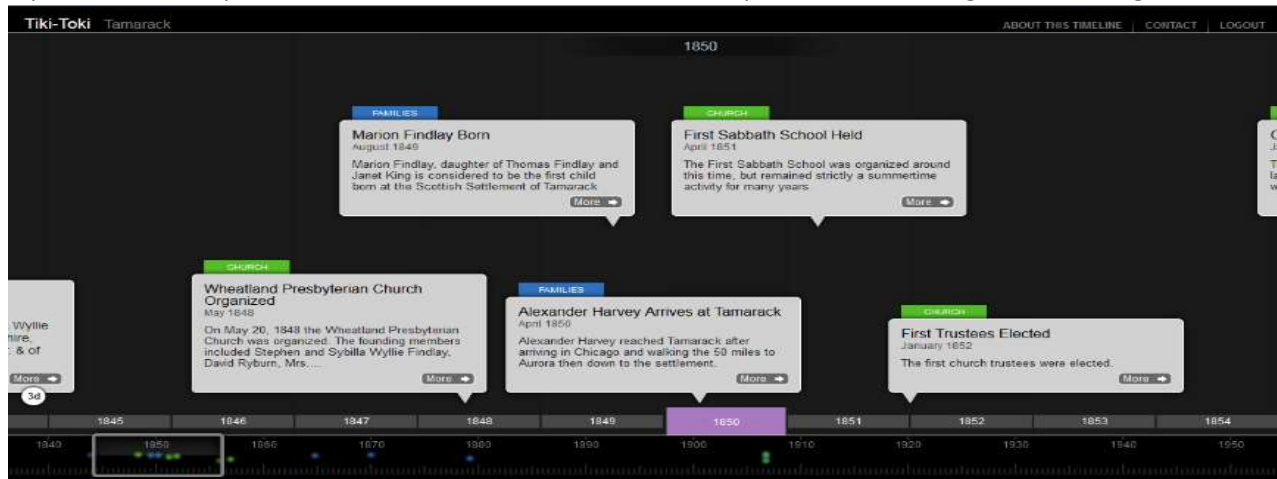 Tiki-Toki Tamarack
ABOUT THIS TIMELINE | CONTACT | LOGOUT
1850
FAMILIES
Marion Findlay Born
August 1849
Marion Findlay, daughter of Thomas Findlay and
Janet King is considered to be the first child
born at the Scottish Settlement of Tamarack
More
CHURCH
First Sabbath School Held
April 1851
The First Sabbath School was organized around
this time, but remained strictly a summertime
activity for many years
More
Wyllie
& of
More
3d
CHURCH
Wheatland Presbyterian Church
Organized
May 1848
On May 20, 1848 the Wheatland Presbyterian
Church was organized. The founding members
included Stephen and Sybilla Wyllie Findlay,
David Ryburn, Mrs....
More
FAMILIES
Alexander Harvey Arrives at Tamarack
April 1850
Alexander Harvey reached Tamarack after
arriving in Chicago and walking the 50 miles to
Aurora then down to the settlement.
More
CHURCH
First Trustees Elected
January 1852
The first church trustees were elected.
More
1845 1846 1847 1848 1849 1850 1851 1852 1853 1854
1840 1850 1860 1870 1880 1890 1900 1910 1920 1930 1940 1950